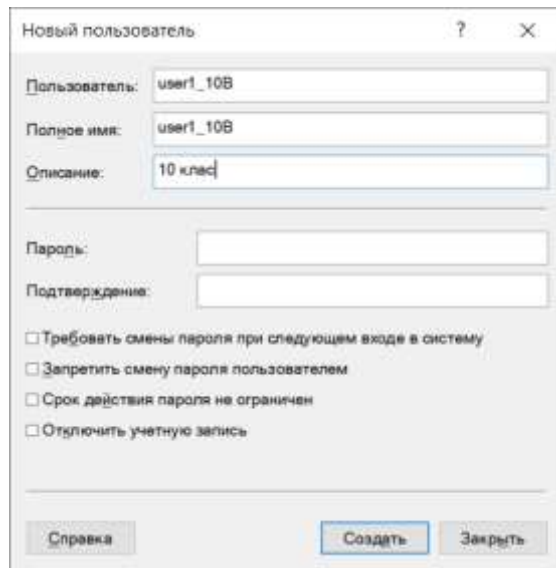 Новый пользователь ? ×
Пользователь: user1_10B
Полное имя: user1_10B
Описание: 10 клас
Пароль:
Подтверждение:
Требовать смены пароля при следующем входе в систему
Запретить смену пароля пользователем
Срок действия пароля не ограничен
Отключить учетную запись
Справка Создать Закрыть